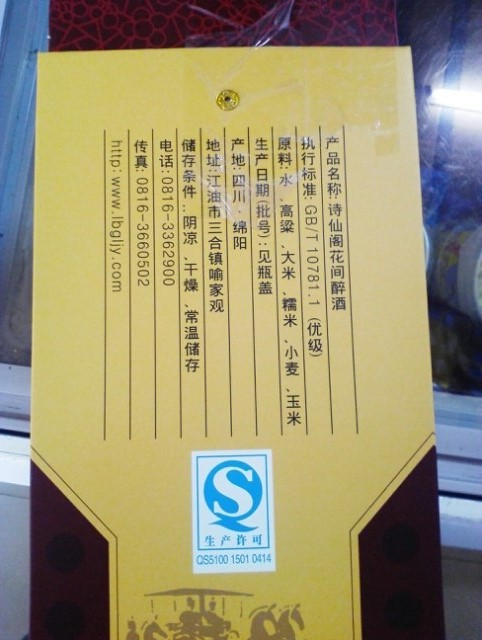 产品名称:诗仙阁花间醉酒
执行标准:GB/T 10781.1 (优级)
原料:水、高粱、大米、糯米、小麦、玉米
生产日期(批号):见瓶盖
产地:四川·绵阳
地址:江油市三合镇喻家观
储存条件:阴凉、干燥、常温储存
电话:0816-3362900
传真:0816-3660502
http:www.lbgljy.com
生产许可
QS5100 1501 0414